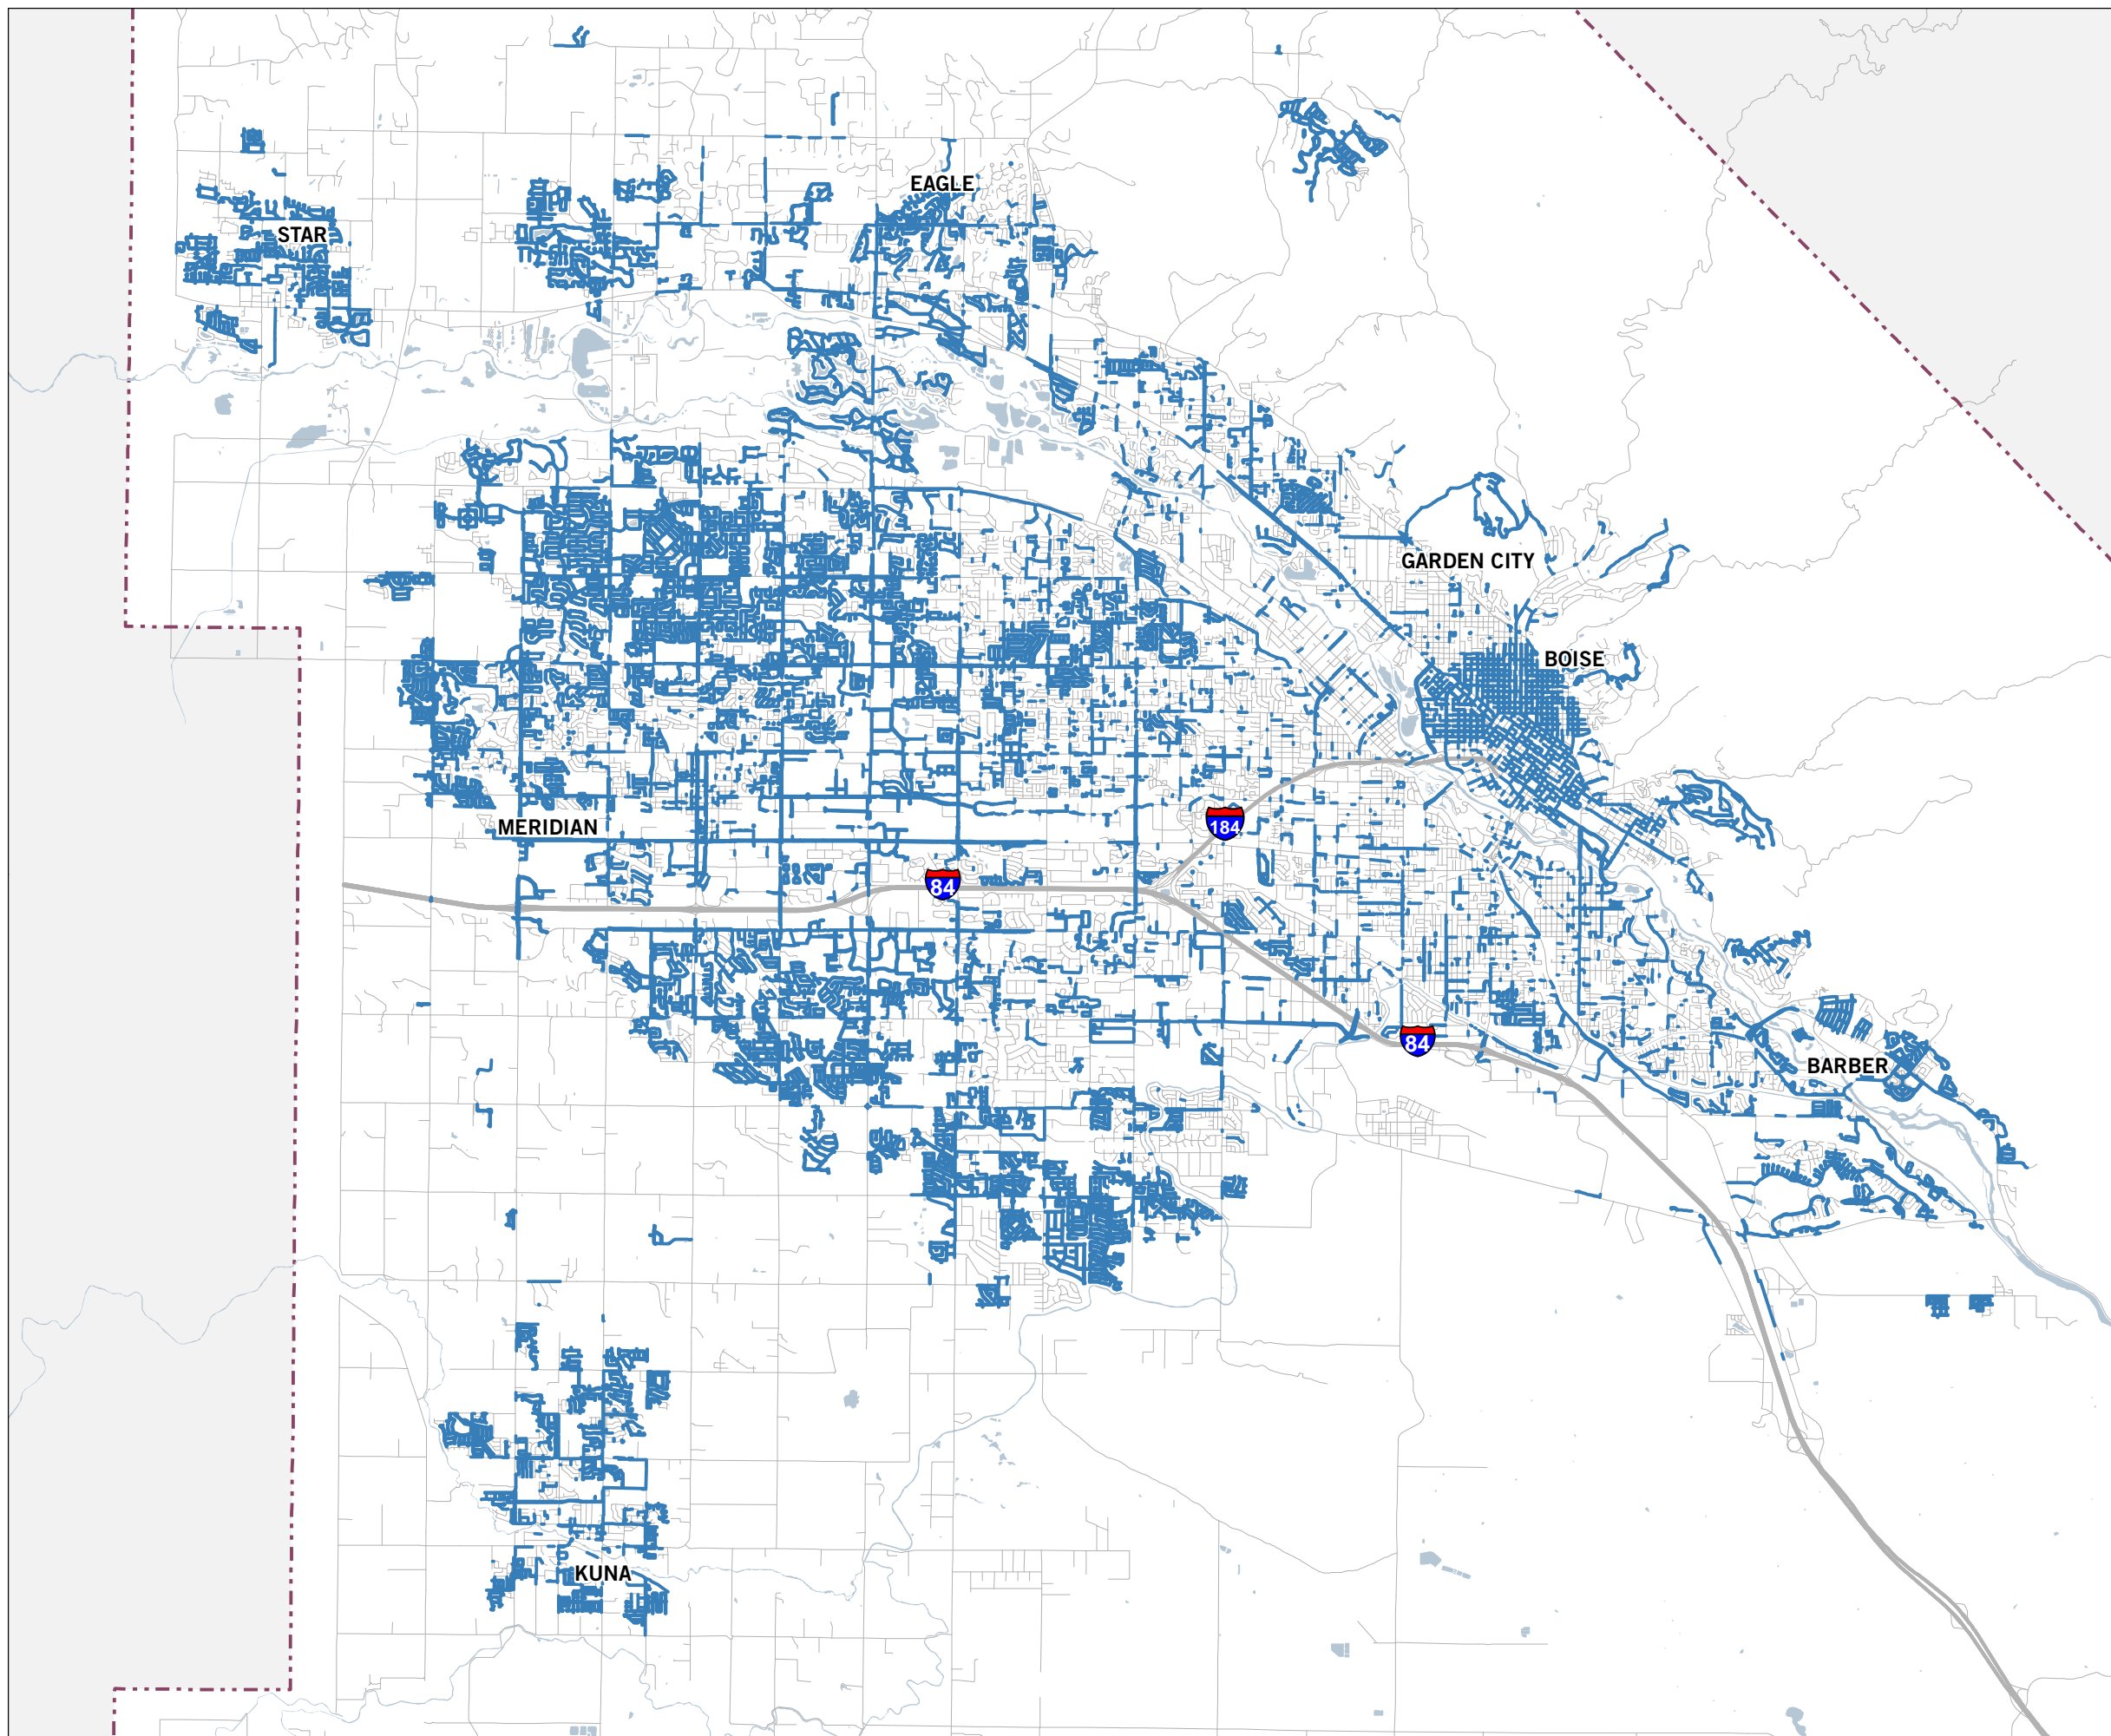 EAGLE
STAR
GARDEN CITY
BOISE
MERIDIAN
184
84
84
BARBER
KUNA